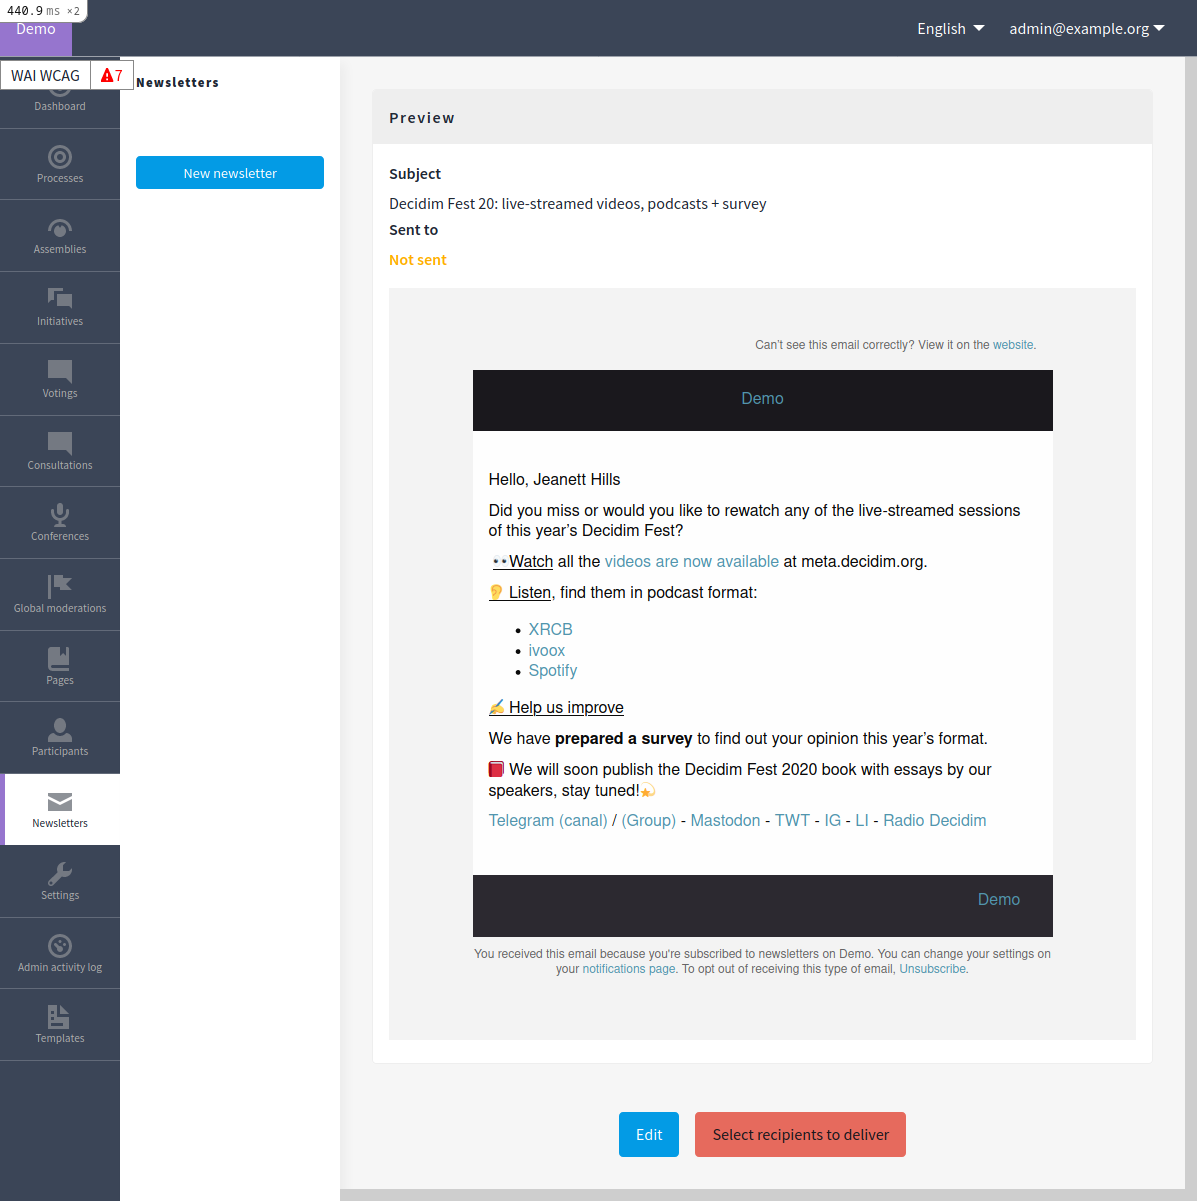 440.9 ms ×2
Demo
English
admin@example.org
WAI WCAG
7
Newsletters
New newsletter
Dashboard
Processes
Assemblies
Initiatives
Votings
Consultations
Conferences
Global moderations
Pages
Participants
Newsletters
Settings
Admin activity log
Templates
Preview
Subject
Decidim Fest 20: live-streamed videos, podcasts + survey
Sent to
Not sent
Can't see this email correctly? View it on the website.
Demo
Hello, Jeanett Hills
Did you miss or would you like to rewatch any of the live-streamed sessions
of this year's Decidim Fest?
👀Watch all the videos are now available at meta.decidim.org.
👂 Listen, find them in podcast format:
• XRCB
• ivoox
• Spotify
✍ Help us improve
We have prepared a survey to find out your opinion this year's format.
📕 We will soon publish the Decidim Fest 2020 book with essays by our
speakers, stay tuned!💫
Telegram (canal) / (Group) - Mastodon - TWT - IG - LI - Radio Decidim
Demo
You received this email because you're subscribed to newsletters on Demo. You can change your settings on
your notifications page. To opt out of receiving this type of email, Unsubscribe.
Edit
Select recipients to deliver